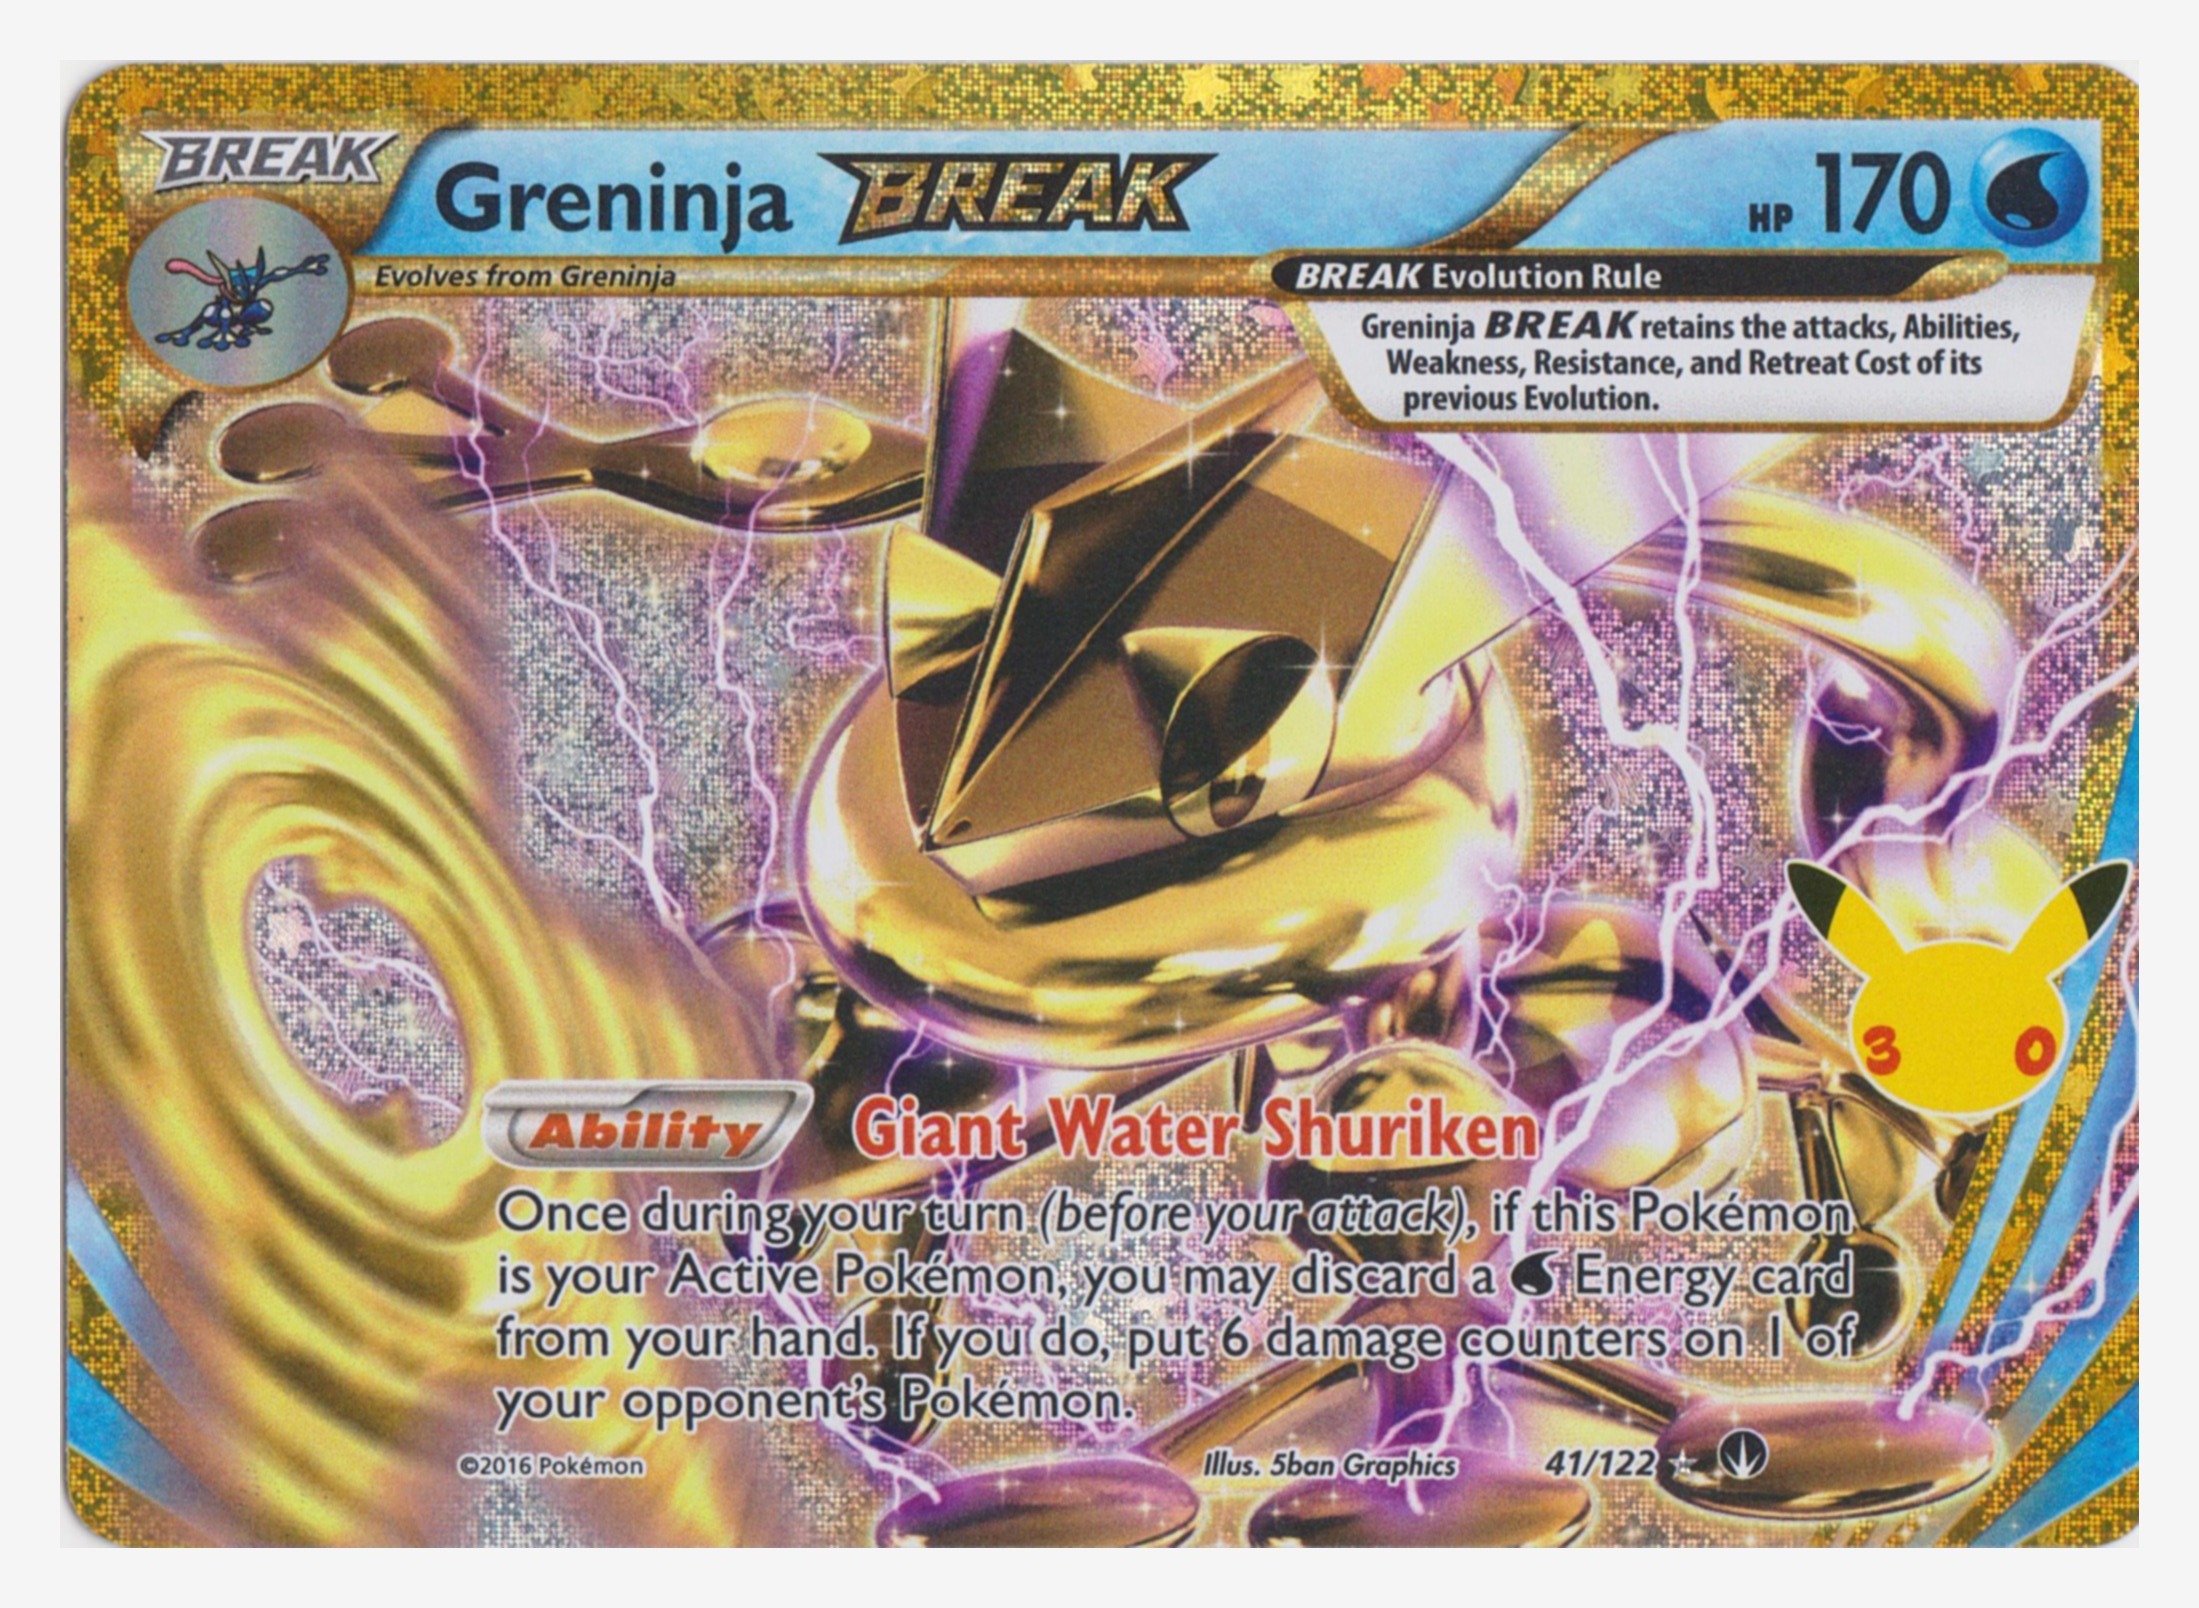 BREAK
Greninja BREAK
HP 170
Evolves from Greninja
BREAK Evolution Rule
Greninja BREAK retains the attacks, Abilities,
Weakness, Resistance, and Retreat Cost of its
previous Evolution.
30
Ability Giant Water Shuriken
Once during your turn (before your attack), if this Pokémon
is your Active Pokémon, you may discard a Energy card
from your hand. If you do, put 6 damage counters on 1 of
your opponent's Pokémon.
©2016 Pokémon Illus. 5ban Graphics 41/122